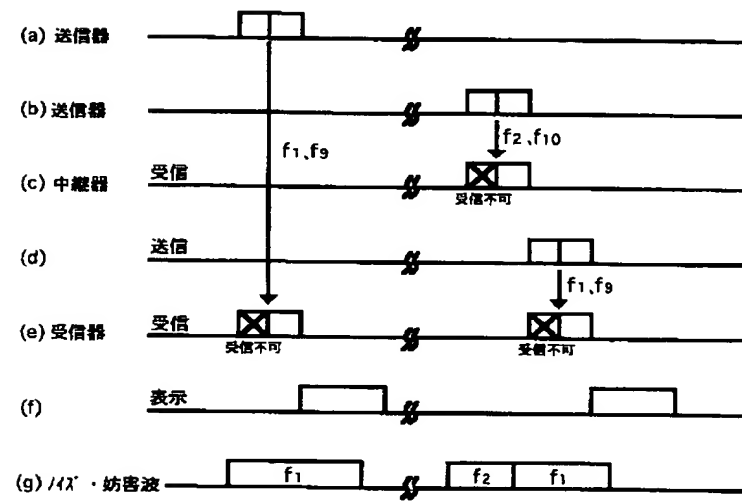 (a) 送信器
(b) 送信器
f1、f9
f2、f10
(c) 中継器 受信
受信不可
(d) 送信
f1、f9
(e) 受信器 受信
受信不可 受信不可
(f) 表示
(g) ノイズ・妨害波 f1 f2 f1